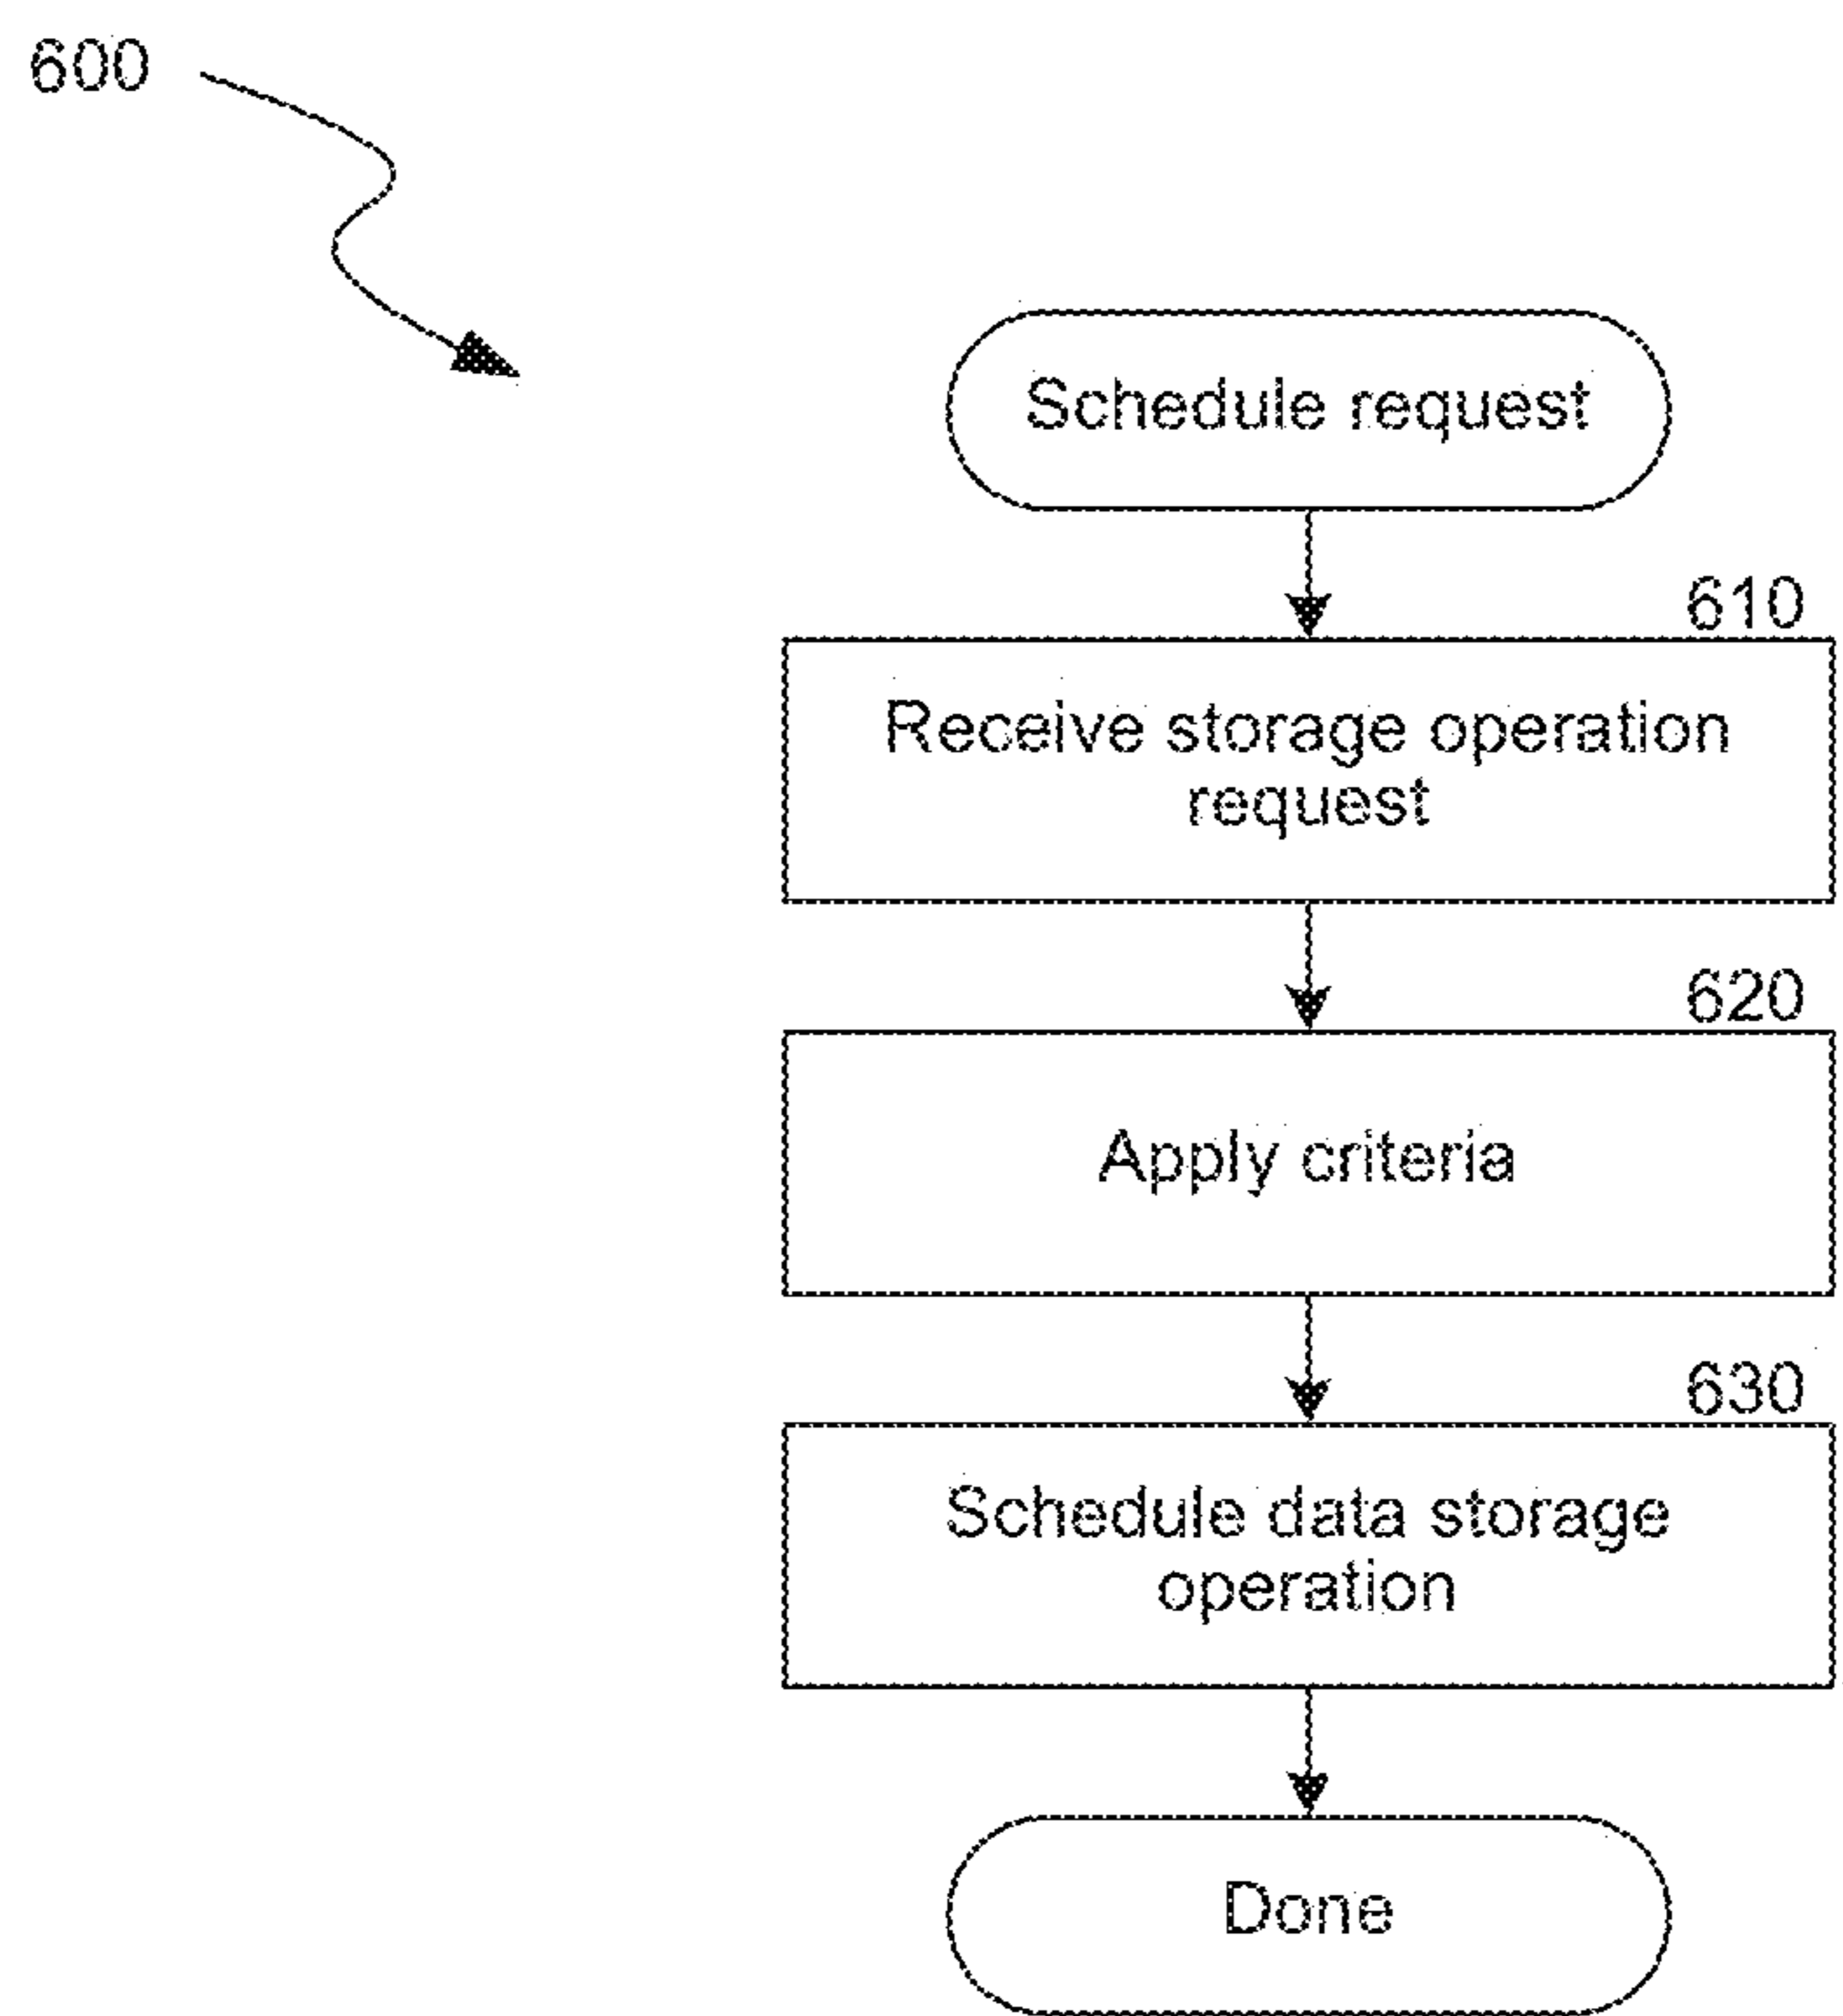 600
Schedule request
610
Receive storage operation
request
620
Apply criteria
630
Schedule data storage
operation
Done